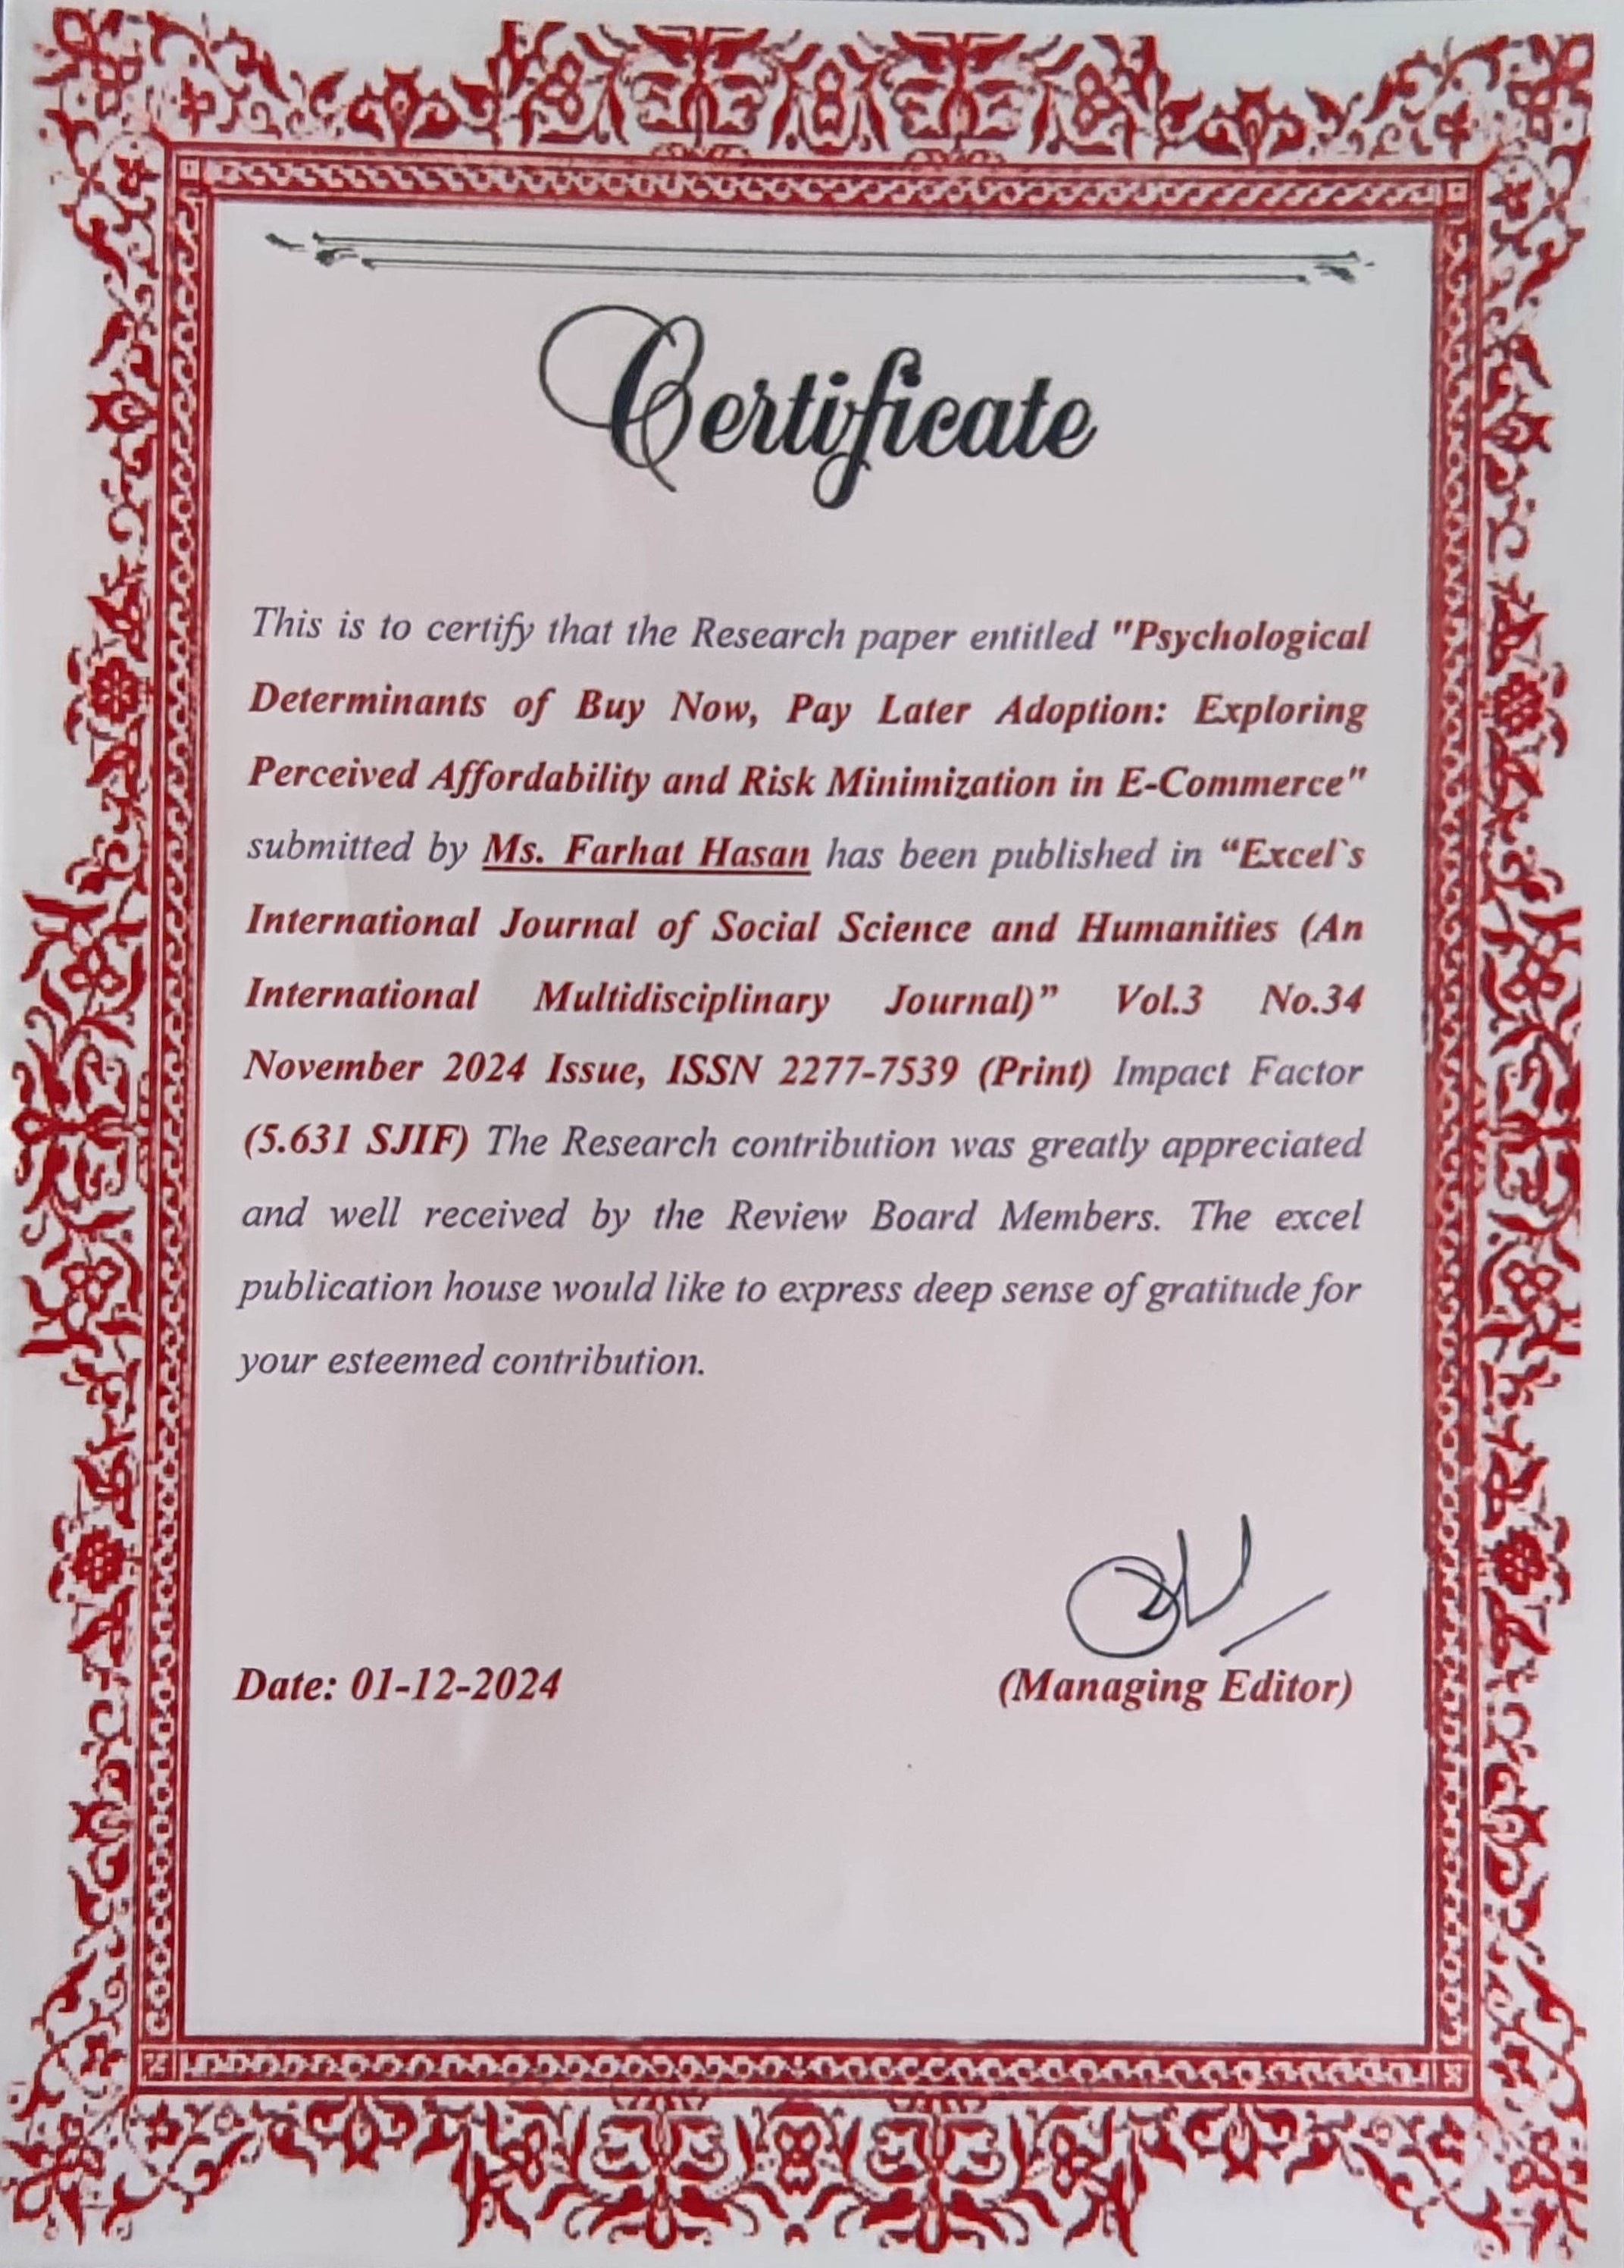 Certificate
This is to certify that the Research paper entitled "Psychological
Determinants of Buy Now, Pay Later Adoption: Exploring
Perceived Affordability and Risk Minimization in E-Commerce"
submitted by Ms. Farhat Hasan has been published in “Excel`s
International Journal of Social Science and Humanities (An
International Multidisciplinary Journal)” Vol.3 No.34
November 2024 Issue, ISSN 2277-7539 (Print) Impact Factor
(5.631 SJIF) The Research contribution was greatly appreciated
and well received by the Review Board Members. The excel
publication house would like to express deep sense of gratitude for
your esteemed contribution.
Date: 01-12-2024
(Managing Editor)